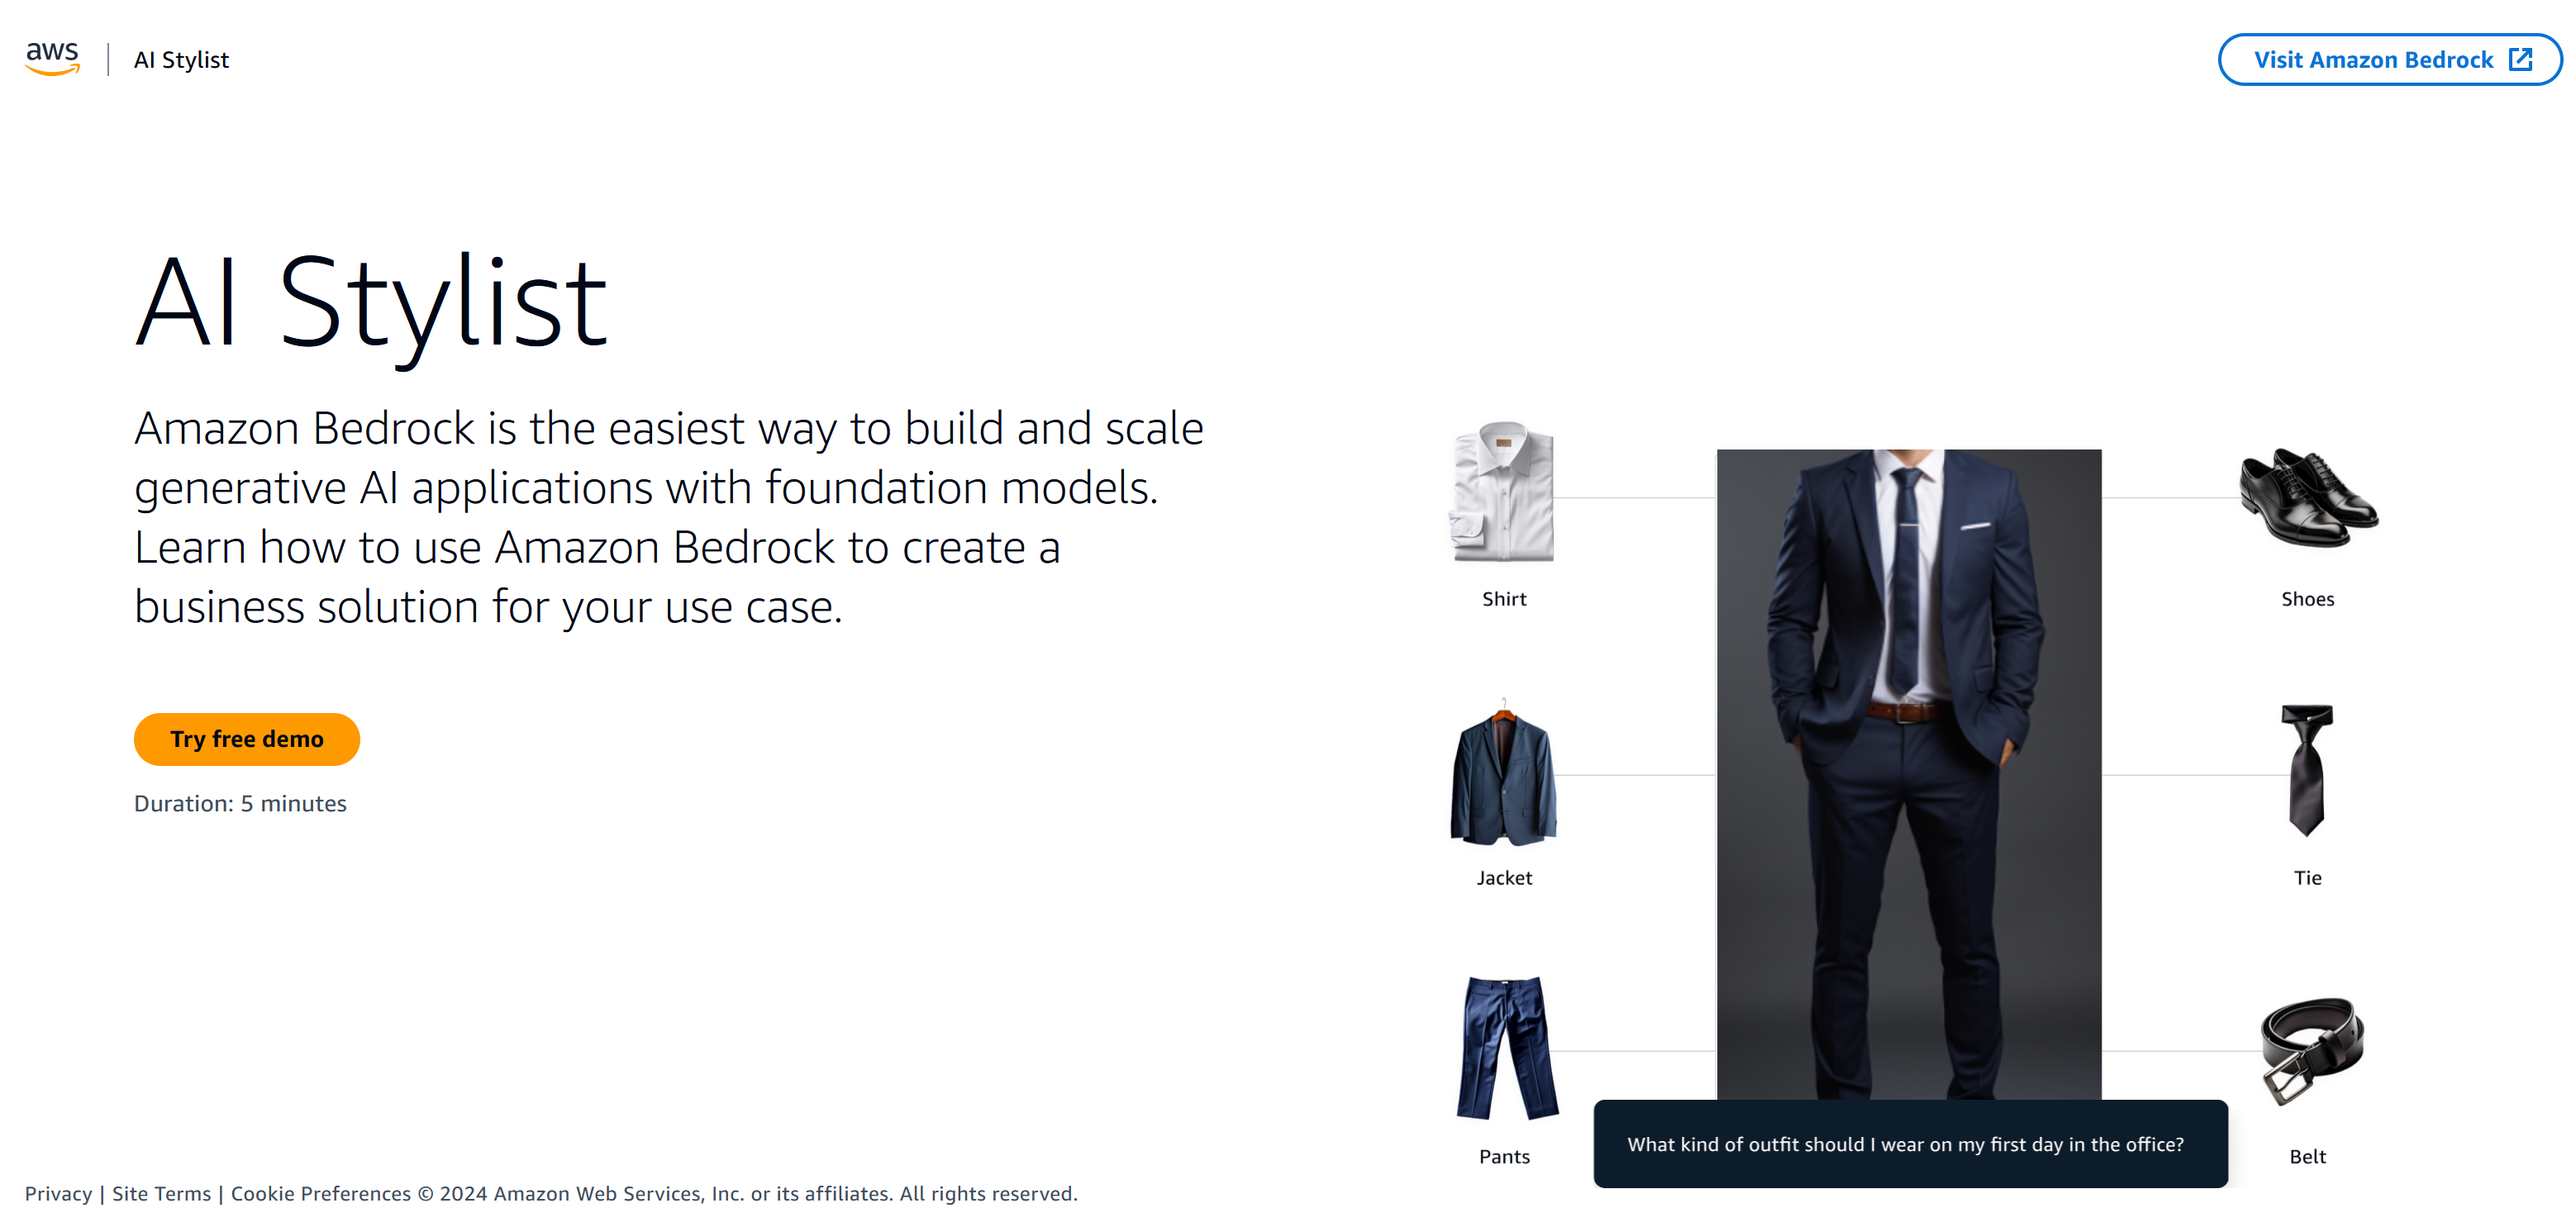 aws
AI Stylist
Visit Amazon Bedrock
AI Stylist
Amazon Bedrock is the easiest way to build and scale
generative AI applications with foundation models.
Learn how to use Amazon Bedrock to create a
business solution for your use case.
Try free demo
Duration: 5 minutes
Shirt
Shoes
Jacket
Tie
Pants
What kind of outfit should I wear on my first day in the office?
Belt
Privacy | Site Terms | Cookie Preferences © 2024 Amazon Web Services, Inc. or its affiliates. All rights reserved.